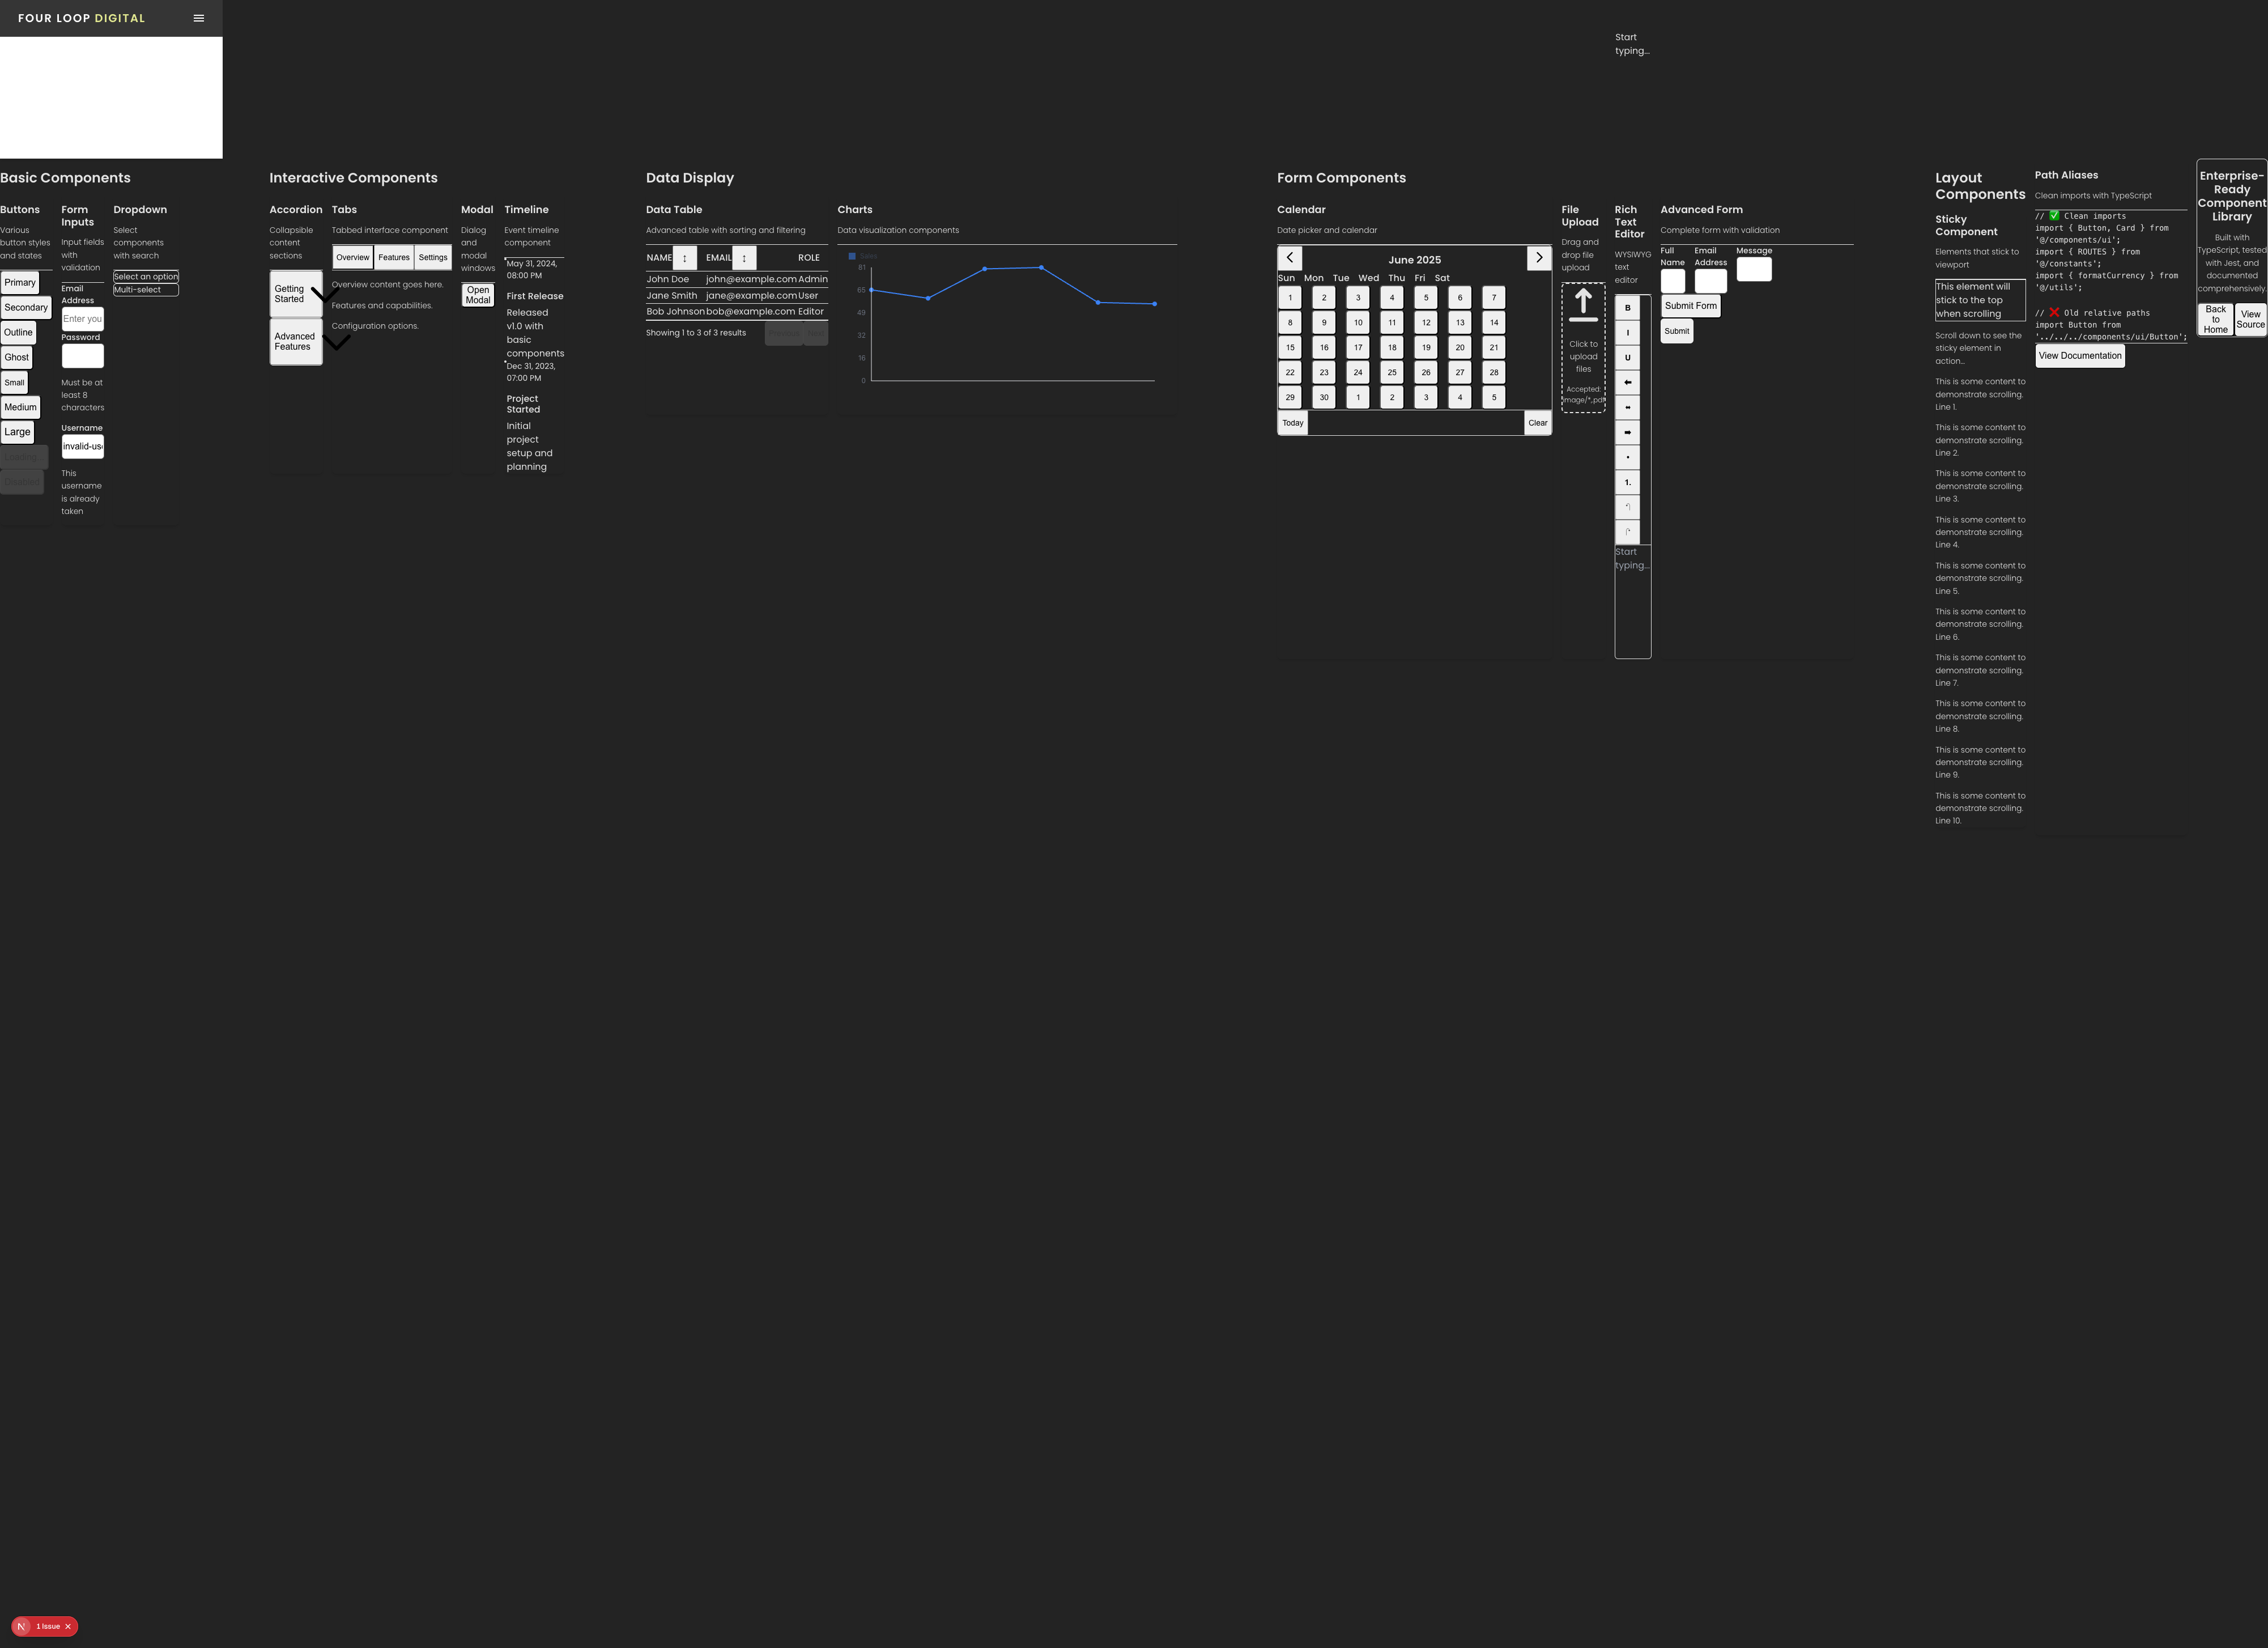 FOUR LOOP DIGITAL
Start
typing...
Basic Components
Buttons
Various
button styles
and states
Primary
Secondary
Outline
Ghost
Small
Medium
Large
Loading...
Disabled
Form
Inputs
Input fields
with
validation
Email
Address
Enter you
Password
Must be at
least 8
characters
Username
invalid-us
This
username
is already
taken
Dropdown
Select
components
with search
Select an option
Multi-select
Interactive Components
Accordion
Collapsible
content
sections
Getting
Started
Advanced
Features
Tabs
Tabbed interface component
Overview Features Settings
Overview content goes here.
Features and capabilities.
Configuration options.
Modal
Dialog
and
modal
windows
Open
Modal
Timeline
Event timeline
component
May 31, 2024,
08:00 PM
First Release
Released
v1.0 with
basic
components
Dec 31, 2023,
07:00 PM
Project
Started
Initial
project
setup and
planning
Data Display
Data Table
Advanced table with sorting and filtering
NAME ↕ EMAIL ↕ ROLE
John Doe john@example.com Admin
Jane Smith jane@example.com User
Bob Johnson bob@example.com Editor
Showing 1 to 3 of 3 results Previous Next
Charts
Data visualization components
Sales
81
65
49
32
16
0
Form Components
Calendar
Date picker and calendar
June 2025
Sun Mon Tue Wed Thu Fri Sat
1 2 3 4 5 6 7
8 9 10 11 12 13 14
15 16 17 18 19 20 21
22 23 24 25 26 27 28
29 30 1 2 3 4 5
Today Clear
File
Upload
Drag and
drop file
upload
Click to
upload
files
Accepted:
image/*,.pdf
Rich
Text
Editor
WYSIWYG
text
editor
B
I
U
⬅
⬌
➡
•
1.
↶
↷
Start
typing...
Advanced Form
Complete form with validation
Full
Name
Email
Address
Message
Submit Form
Submit
Layout
Components
Sticky
Component
Elements that stick to
viewport
This element will
stick to the top
when scrolling
Scroll down to see the
sticky element in
action...
This is some content to
demonstrate scrolling.
Line 1.
This is some content to
demonstrate scrolling.
Line 2.
This is some content to
demonstrate scrolling.
Line 3.
This is some content to
demonstrate scrolling.
Line 4.
This is some content to
demonstrate scrolling.
Line 5.
This is some content to
demonstrate scrolling.
Line 6.
This is some content to
demonstrate scrolling.
Line 7.
This is some content to
demonstrate scrolling.
Line 8.
This is some content to
demonstrate scrolling.
Line 9.
This is some content to
demonstrate scrolling.
Line 10.
Path Aliases
Clean imports with TypeScript
// ✅ Clean imports
import { Button, Card } from
'@/components/ui';
import { ROUTES } from
'@/constants';
import { formatCurrency } from
'@/utils';
// ❌ Old relative paths
import Button from
'../../../components/ui/Button';
View Documentation
Enterprise-
Ready
Component
Library
Built with
TypeScript, tested
with Jest, and
documented
comprehensively.
Back
to
Home
View
Source
N 1 Issue ×